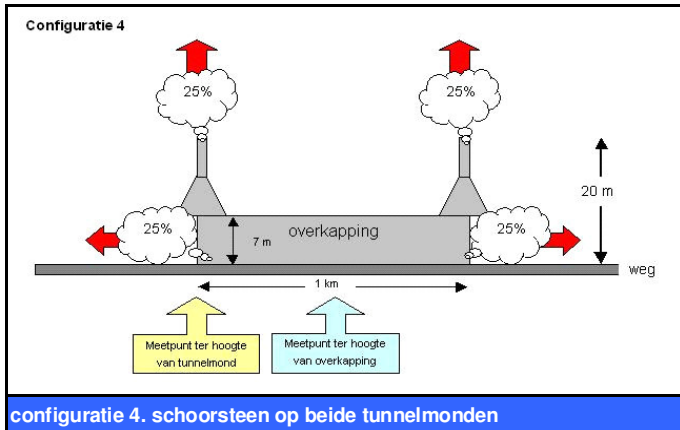 Configuratie 4
25%
25%
20 m
25%
overkapping
25%
7 m
weg
1 km
Meetpunt ter hoogte
van tunnelmond
Meetpunt ter hoogte
van overkapping
configuratie 4. schoorsteen op beide tunnelmonden